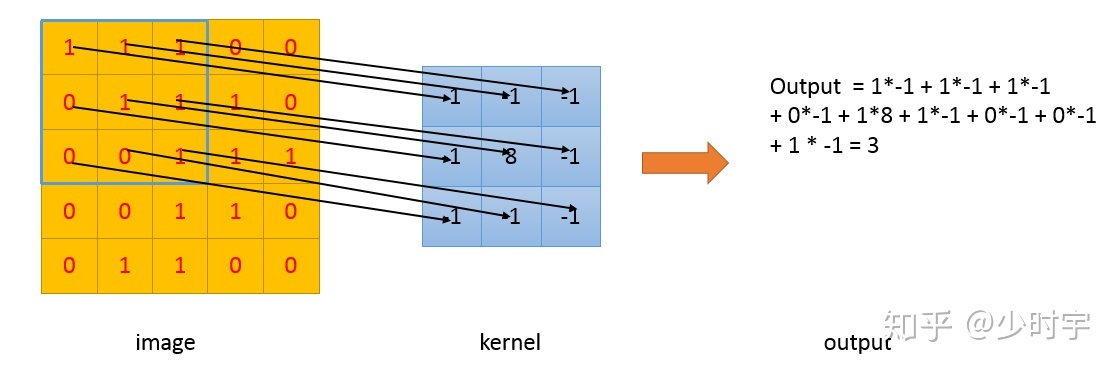 1 1 1 0 0
0 1 1 1 0
0 0 1 1 1
0 0 1 1 0
0 1 1 0 0
-1 -1 -1
-1 8 -1
-1 -1 -1
Output = 1*-1 + 1*-1 + 1*-1
+ 0*-1 + 1*8 + 1*-1 + 0*-1 + 0*-1
+ 1 * -1 = 3
image
kernel
output
知乎 @少时宇